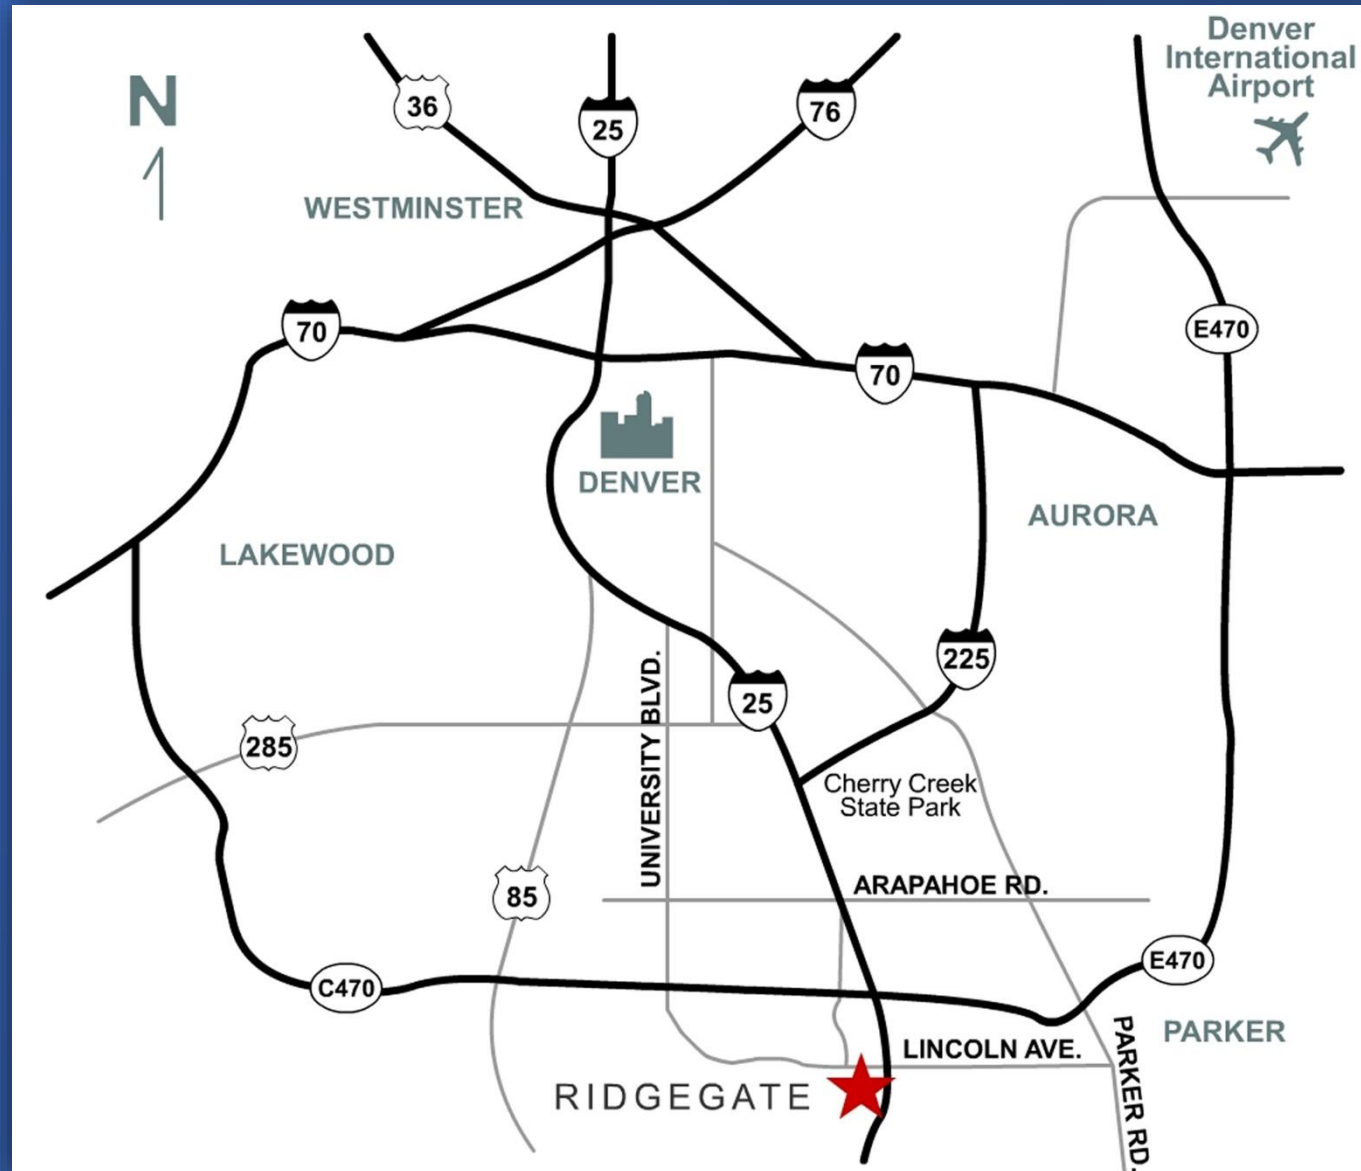 Denver
International
Airport
N
36
25
76
WESTMINSTER
70
E470
70
DENVER
AURORA
LAKEWOOD
225
UNIVERSITY BLVD.
25
285
Cherry Creek
State Park
85
ARAPAHOE RD.
E470
C470
PARKER
LINCOLN AVE.
PARKER RD.
RIDGEGATE